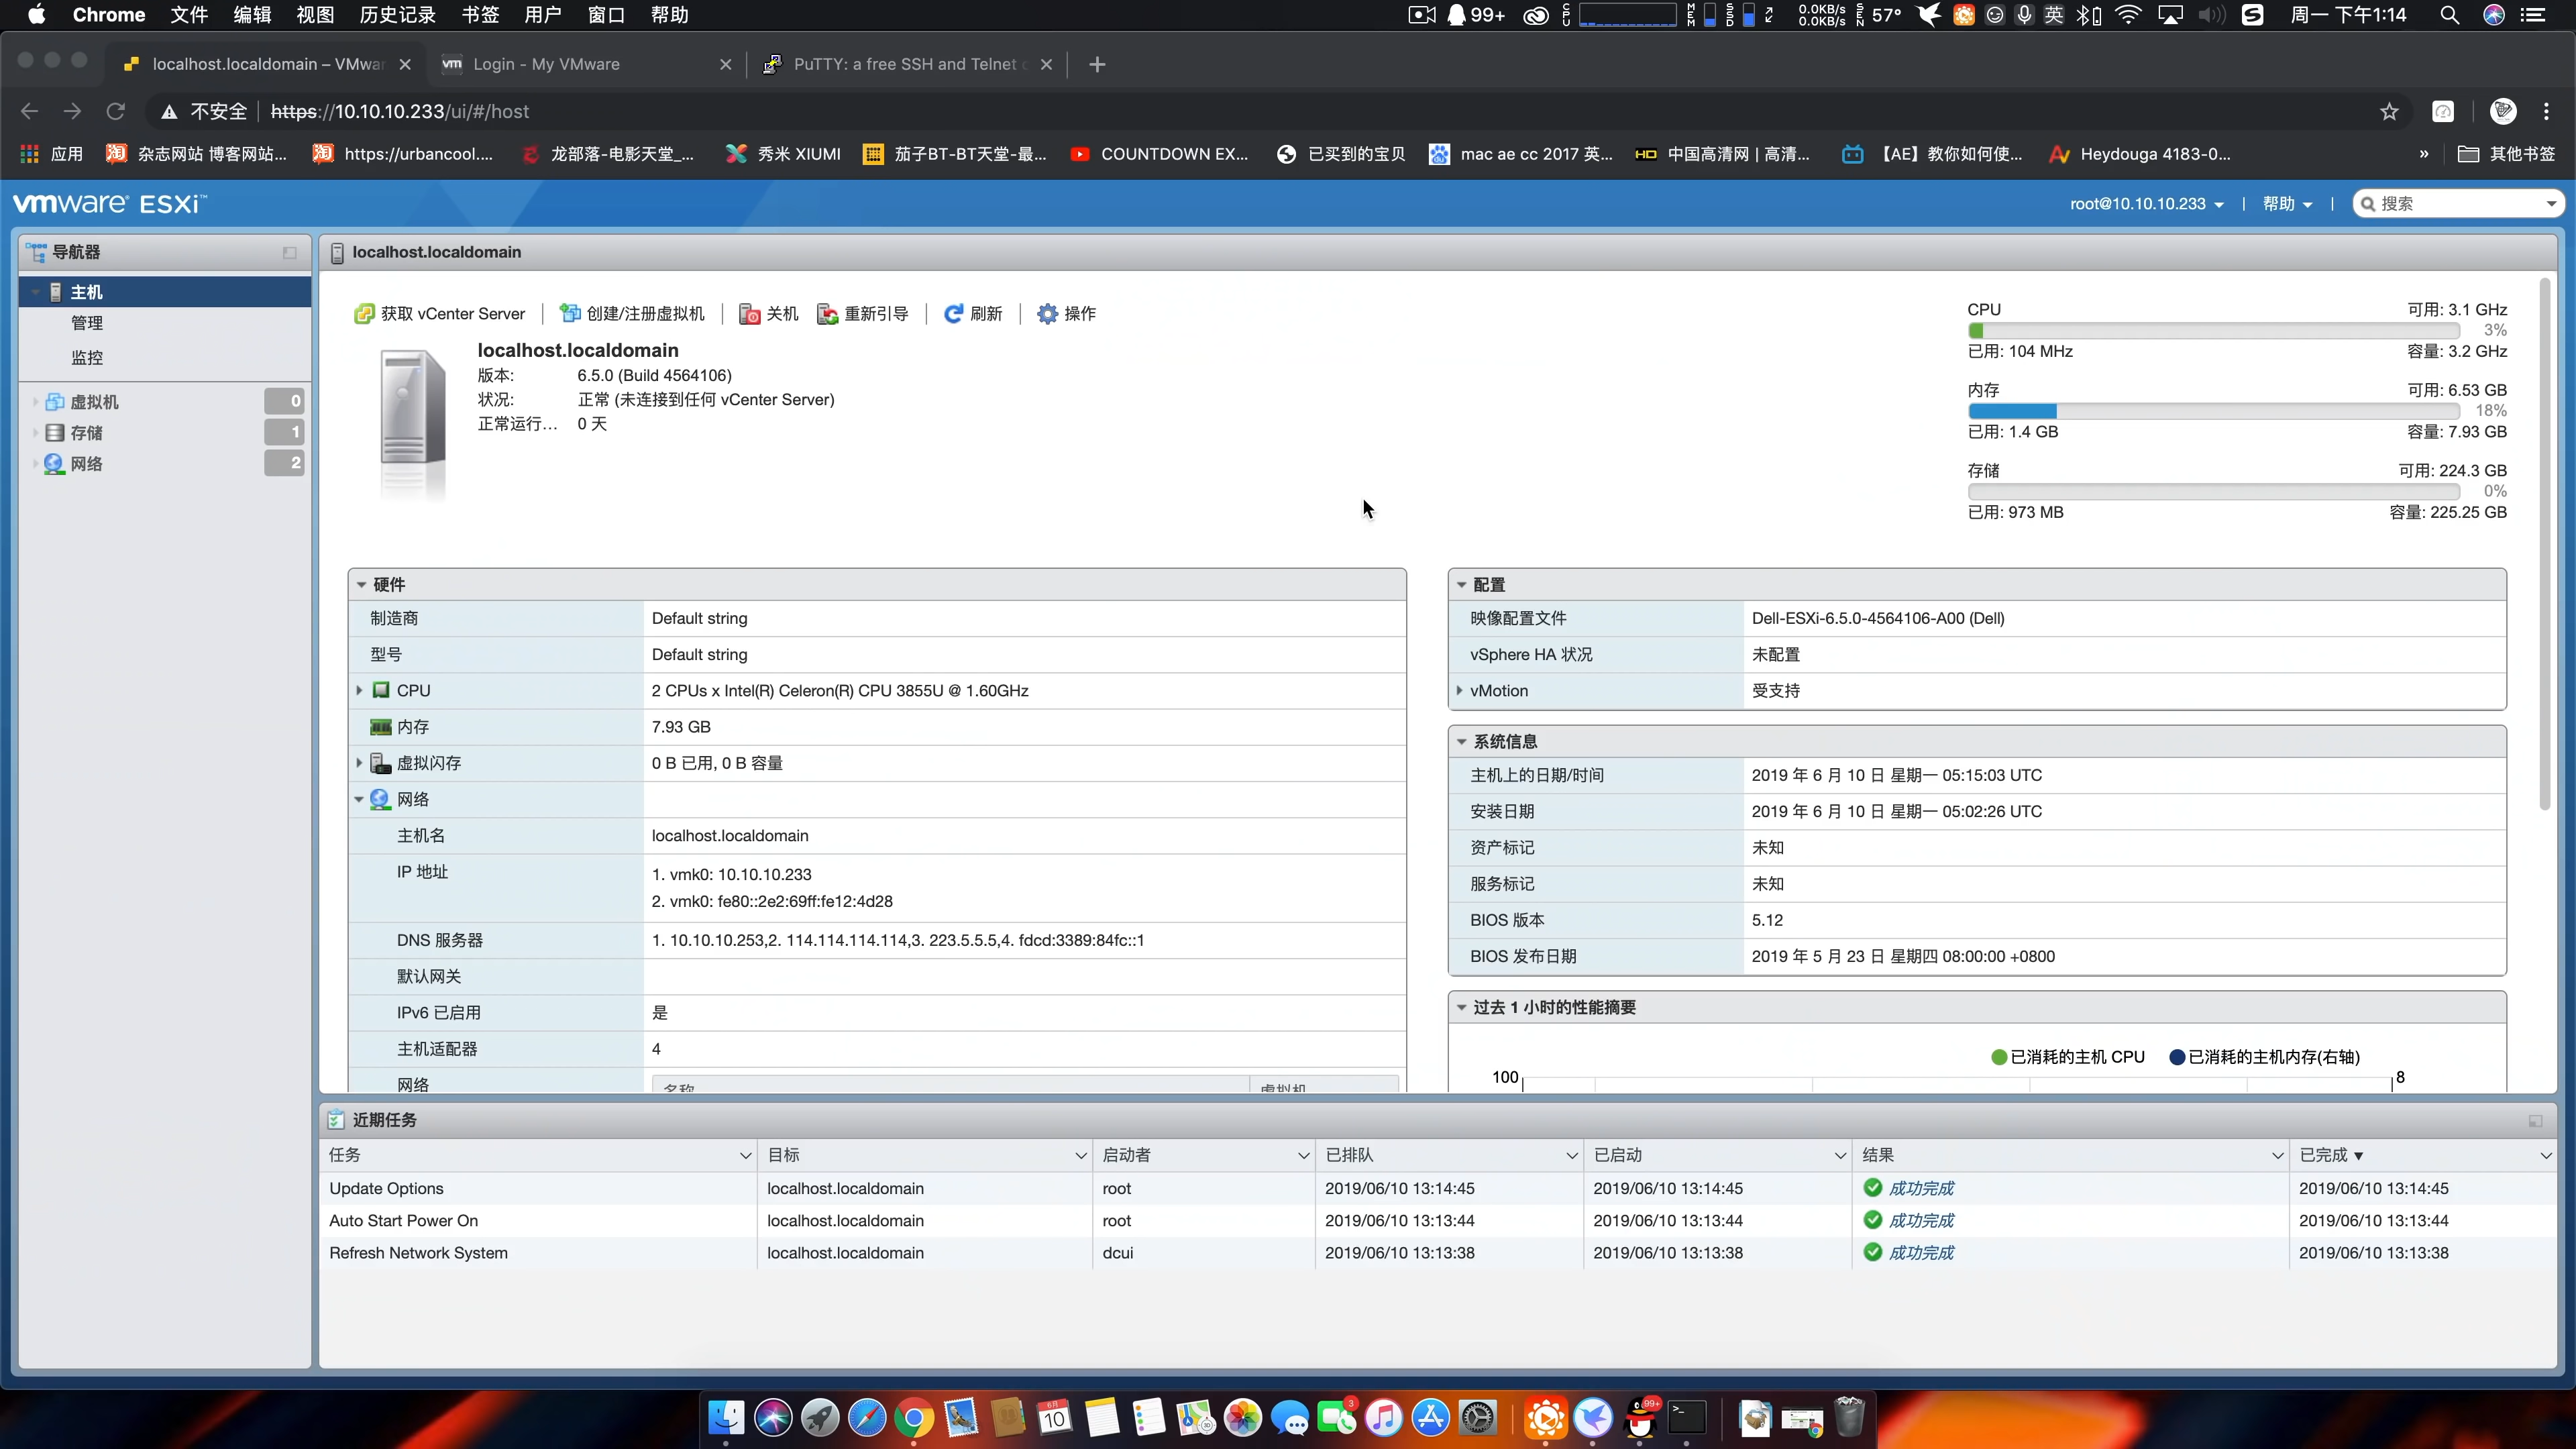 Chrome 文件 编辑 视图 历史记录 书签 用户 窗口 帮助 99+ CPU MEM SSD 0.0KB/s 0.0KB/s SEN 57° 英 周一 下午1:14
localhost.localdomain – VMwar Login - My VMware PuTTY: a free SSH and Telnet c
不安全 https://10.10.10.233/ui/#/host
应用 杂志网站 博客网站... https://urbancool.... 龙部落-电影天堂_... 秀米 XIUMI 茄子BT-BT天堂-最... COUNTDOWN EX... 已买到的宝贝 mac ae cc 2017 英... 中国高清网 | 高清... 【AE】教你如何使... Heydouga 4183-0... » 其他书签
vmware ESXi™ root@10.10.10.233 | 帮助 | 搜索
导航器
主机
管理
监控
虚拟机 0
存储 1
网络 2
localhost.localdomain
获取 vCenter Server 创建/注册虚拟机 关机 重新引导 刷新 操作
localhost.localdomain
版本: 6.5.0 (Build 4564106)
状况: 正常 (未连接到任何 vCenter Server)
正常运行... 0 天
CPU 可用: 3.1 GHz
3%
已用: 104 MHz 容量: 3.2 GHz
内存 可用: 6.53 GB
18%
已用: 1.4 GB 容量: 7.93 GB
存储 可用: 224.3 GB
0%
已用: 973 MB 容量: 225.25 GB
硬件
制造商 Default string
型号 Default string
CPU 2 CPUs x Intel(R) Celeron(R) CPU 3855U @ 1.60GHz
内存 7.93 GB
虚拟闪存 0 B 已用, 0 B 容量
网络
主机名 localhost.localdomain
IP 地址 1. vmk0: 10.10.10.233
2. vmk0: fe80::2e2:69ff:fe12:4d28
DNS 服务器 1. 10.10.10.253,2. 114.114.114.114,3. 223.5.5.5,4. fdcd:3389:84fc::1
默认网关
IPv6 已启用 是
主机适配器 4
网络 名称 虚拟机
配置
映像配置文件 Dell-ESXi-6.5.0-4564106-A00 (Dell)
vSphere HA 状况 未配置
vMotion 受支持
系统信息
主机上的日期/时间 2019 年 6 月 10 日 星期一 05:15:03 UTC
安装日期 2019 年 6 月 10 日 星期一 05:02:26 UTC
资产标记 未知
服务标记 未知
BIOS 版本 5.12
BIOS 发布日期 2019 年 5 月 23 日 星期四 08:00:00 +0800
过去 1 小时的性能摘要
已消耗的主机 CPU 已消耗的主机内存(右轴)
100 8
近期任务
任务 目标 启动者 已排队 已启动 结果 已完成 ▼
Update Options localhost.localdomain root 2019/06/10 13:14:45 2019/06/10 13:14:45 成功完成 2019/06/10 13:14:45
Auto Start Power On localhost.localdomain root 2019/06/10 13:13:44 2019/06/10 13:13:44 成功完成 2019/06/10 13:13:44
Refresh Network System localhost.localdomain dcui 2019/06/10 13:13:38 2019/06/10 13:13:38 成功完成 2019/06/10 13:13:38
6月 10 3 99+